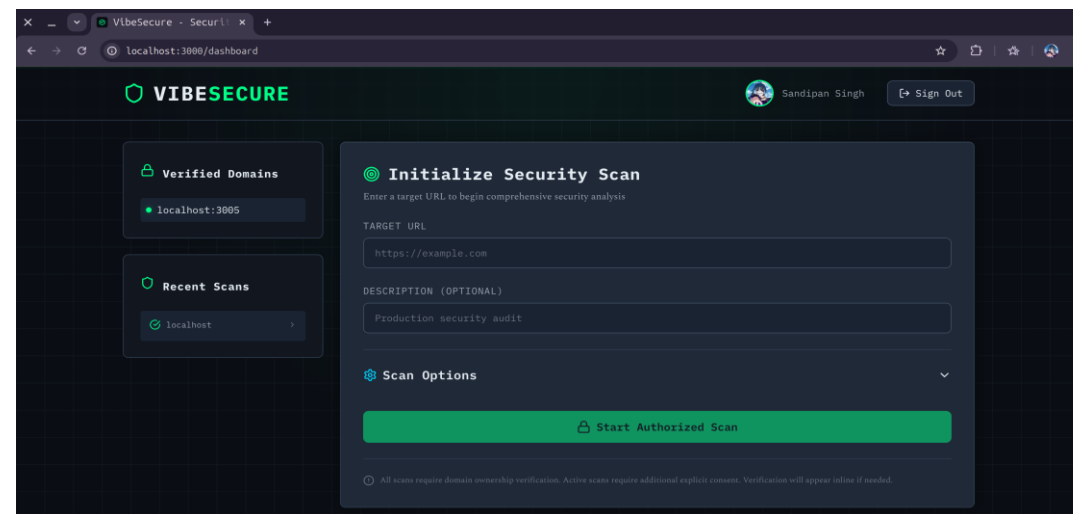 VibeSecure - Securit
localhost:3000/dashboard
VIBESECURE
Sandipan Singh
Sign Out
Verified Domains
localhost:3005
Recent Scans
localhost
Initialize Security Scan
Enter a target URL to begin comprehensive security analysis
TARGET URL
https://example.com
DESCRIPTION (OPTIONAL)
Production security audit
Scan Options
Start Authorized Scan
All scans require domain ownership verification. Active scans require additional explicit consent. Verification will appear inline if needed.